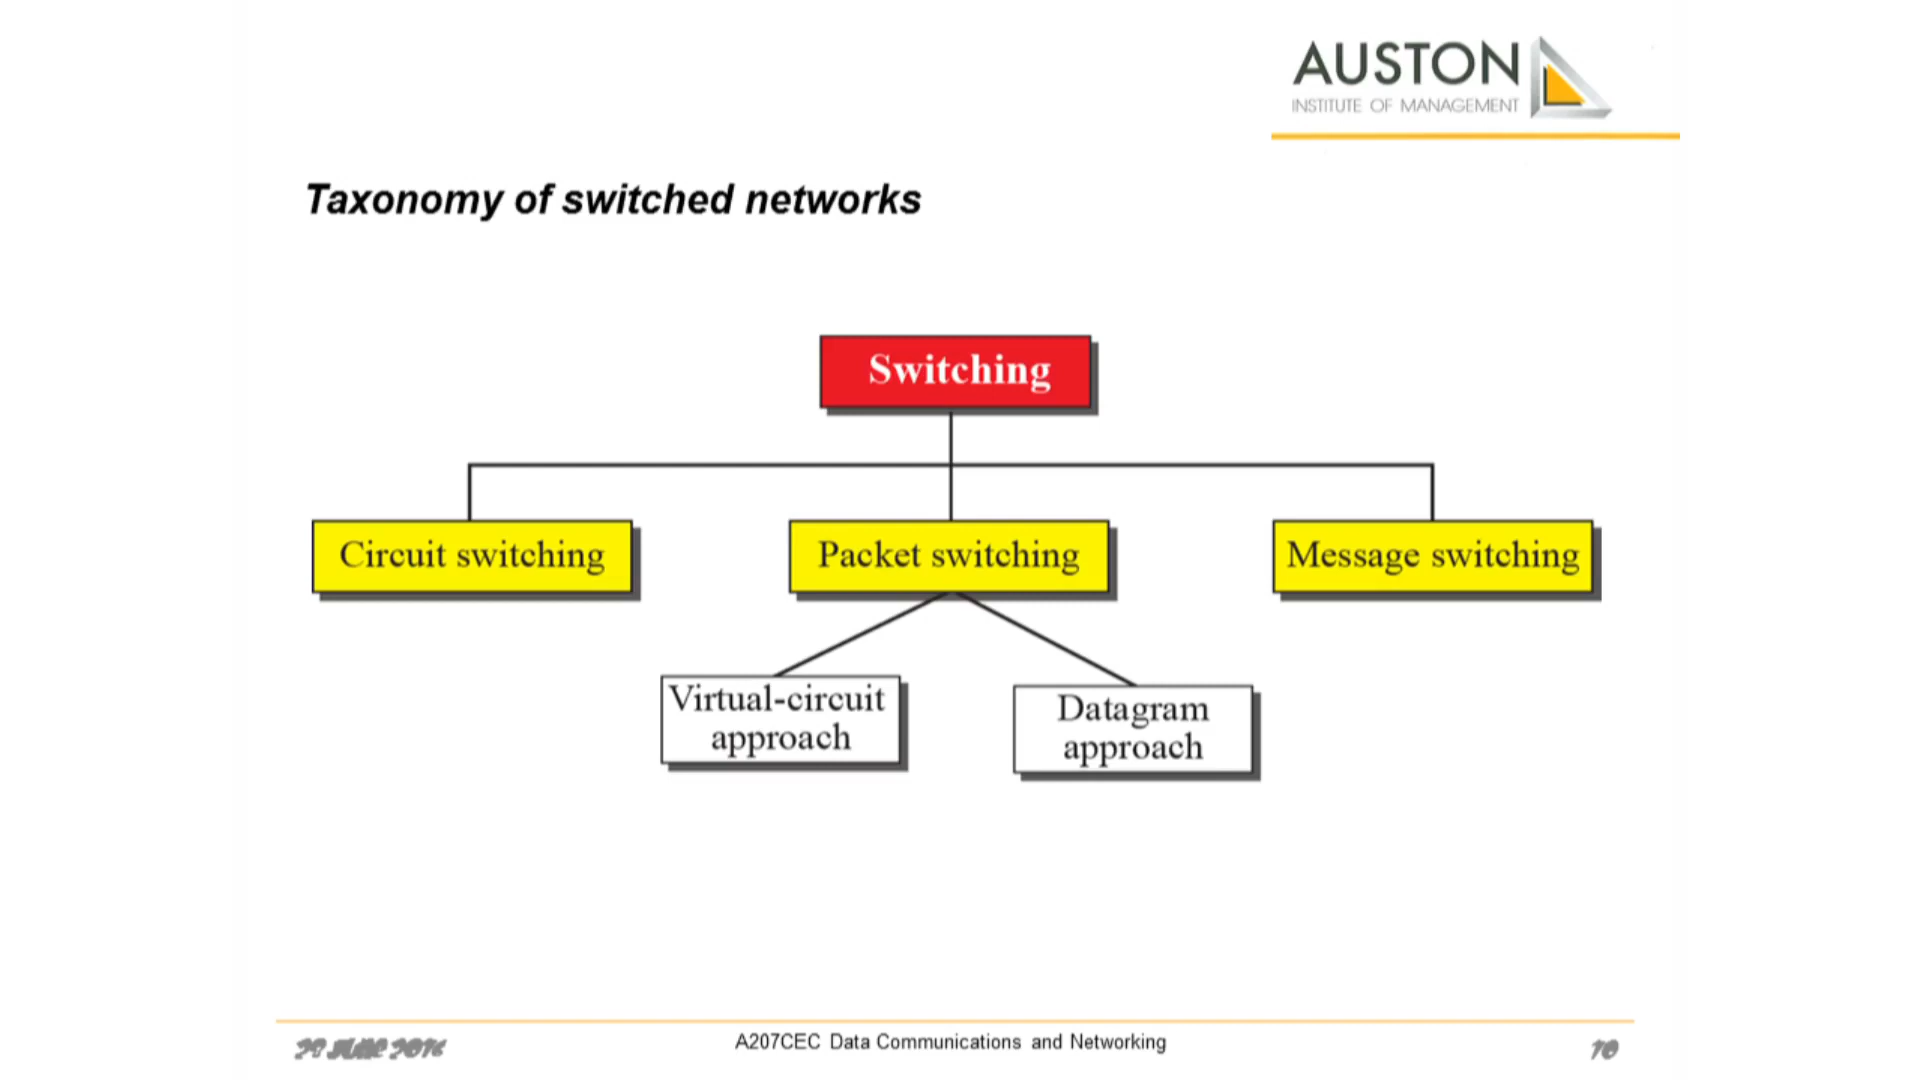 AUSTON
INSTITUTE OF MANAGEMENT
Taxonomy of switched networks
Switching
Circuit switching
Packet switching
Message switching
Virtual-circuit
approach
Datagram
approach
A207CEC Data Communications and Networking
10